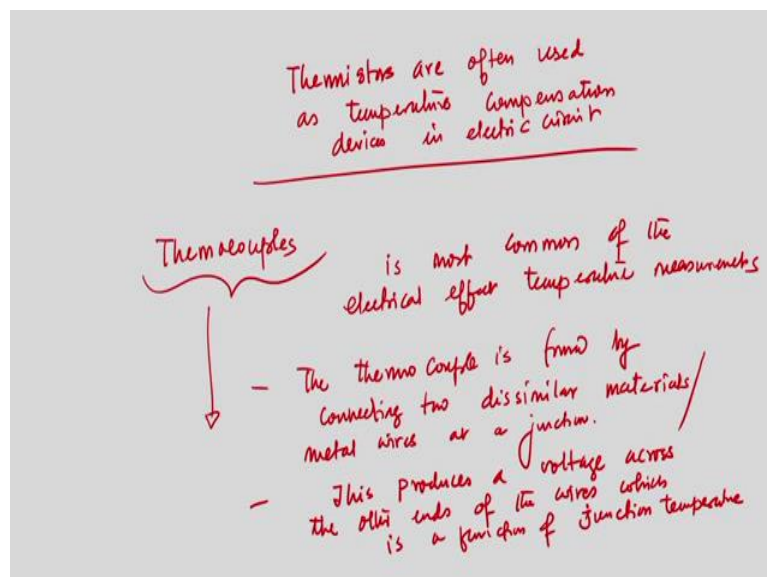 Thermistors are often used
as temperature compensation
devices in electric circuit
Thermocouples
is most common of the
electrical effect temperature measurements
- The thermo couple is formed by
connecting two dissimilar materials/
metal wires at a junction.
- This produces a voltage across
the other ends of the wires which
is a function of junction temperature